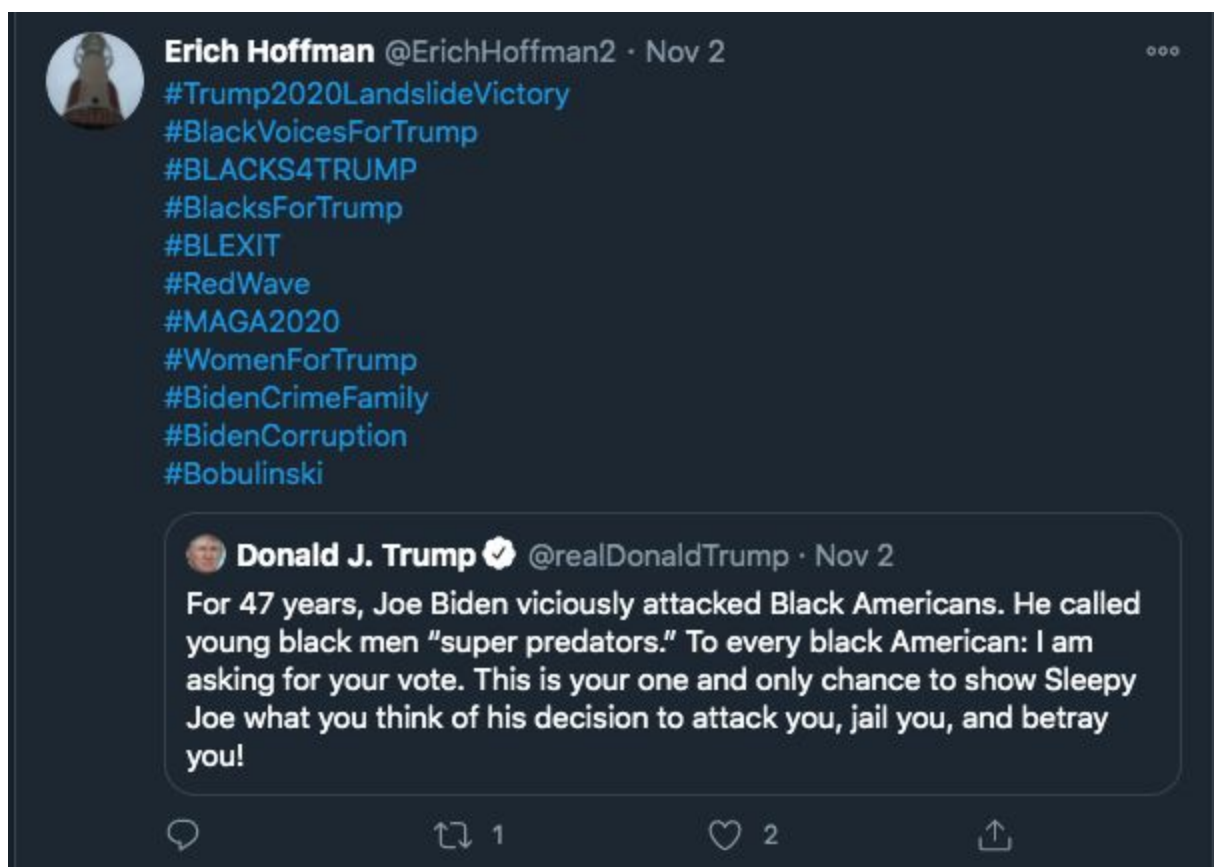 Erich Hoffman @ErichHoffman2 · Nov 2
#Trump2020LandslideVictory
#BlackVoicesForTrump
#BLACKS4TRUMP
#BlacksForTrump
#BLEXIT
#RedWave
#MAGA2020
#WomenForTrump
#BidenCrimeFamily
#BidenCorruption
#Bobulinski
Donald J. Trump @realDonaldTrump · Nov 2
For 47 years, Joe Biden viciously attacked Black Americans. He called
young black men “super predators.” To every black American: I am
asking for your vote. This is your one and only chance to show Sleepy
Joe what you think of his decision to attack you, jail you, and betray
you!
1 2